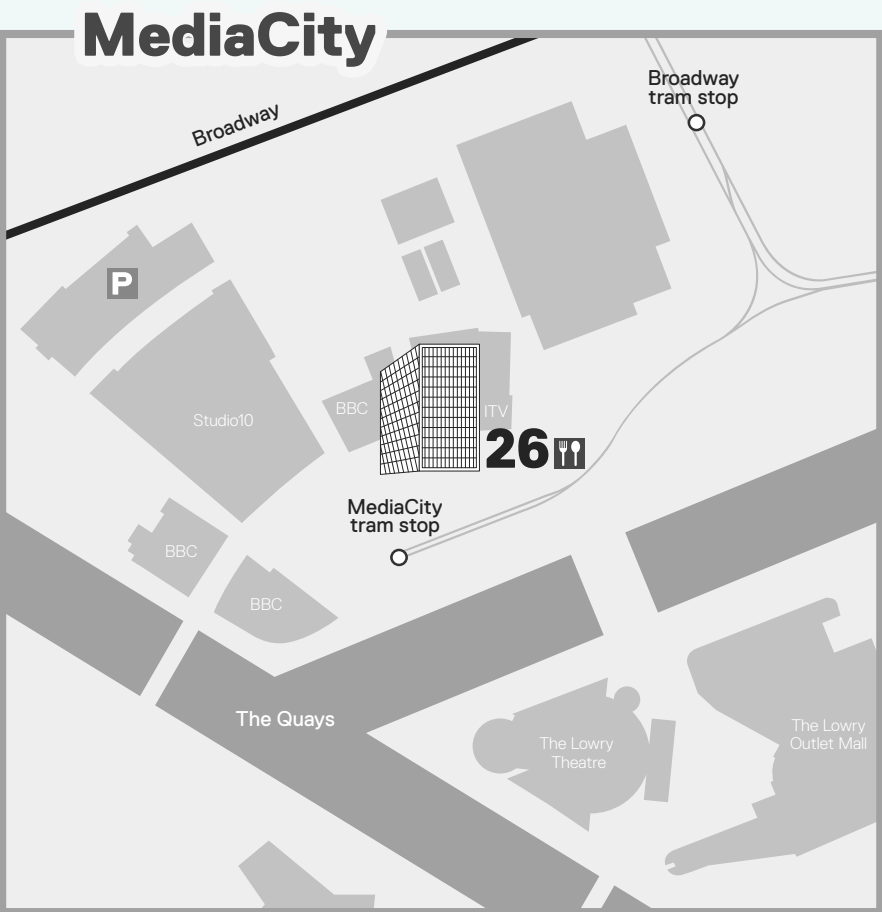 MediaCity
Broadway
tram stop
Broadway
P
Studio10
BBC
ITV
26
MediaCity
tram stop
BBC
BBC
The Quays
The Lowry
Theatre
The Lowry
Outlet Mall